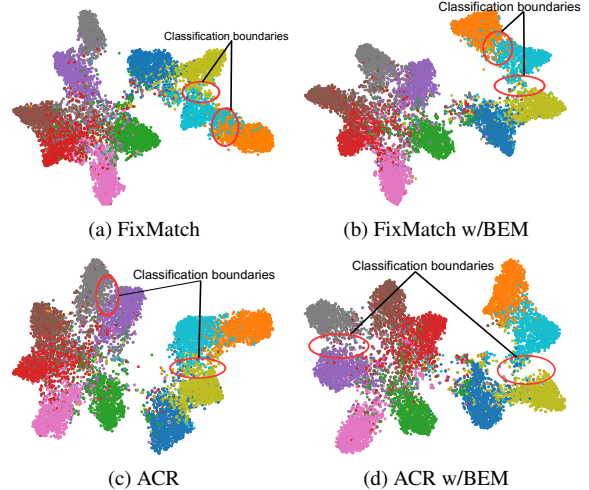 Classification boundaries
Classification boundaries
(a) FixMatch
(b) FixMatch w/BEM
Classification boundaries
Classification boundaries
(c) ACR
(d) ACR w/BEM